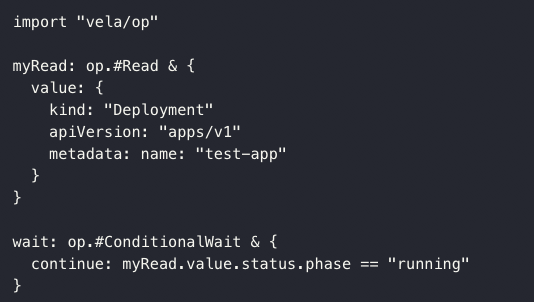 import "vela/op"

myRead: op.#Read & {
  value: {
    kind: "Deployment"
    apiVersion: "apps/v1"
    metadata: name: "test-app"
  }
}

wait: op.#ConditionalWait & {
  continue: myRead.value.status.phase == "running"
}